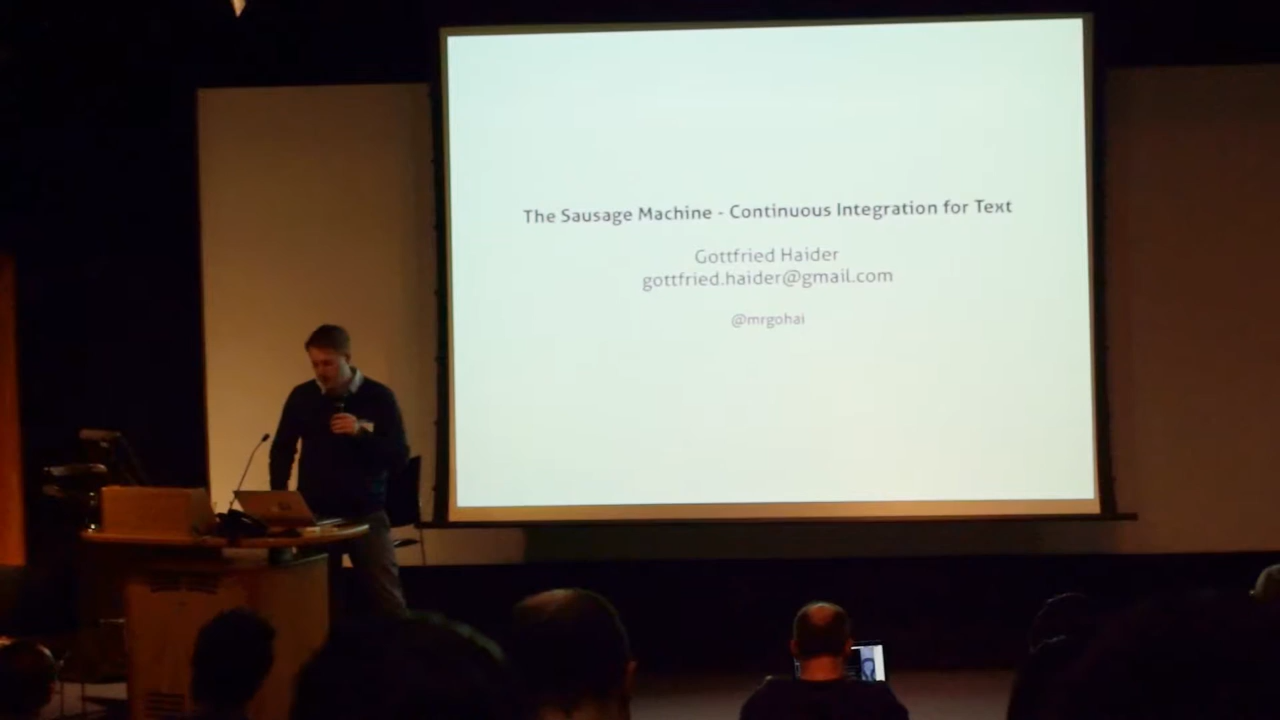 The Sausage Machine - Continuous Integration for Text
Gottfried Haider
gottfried.haider@gmail.com
@mrgohai